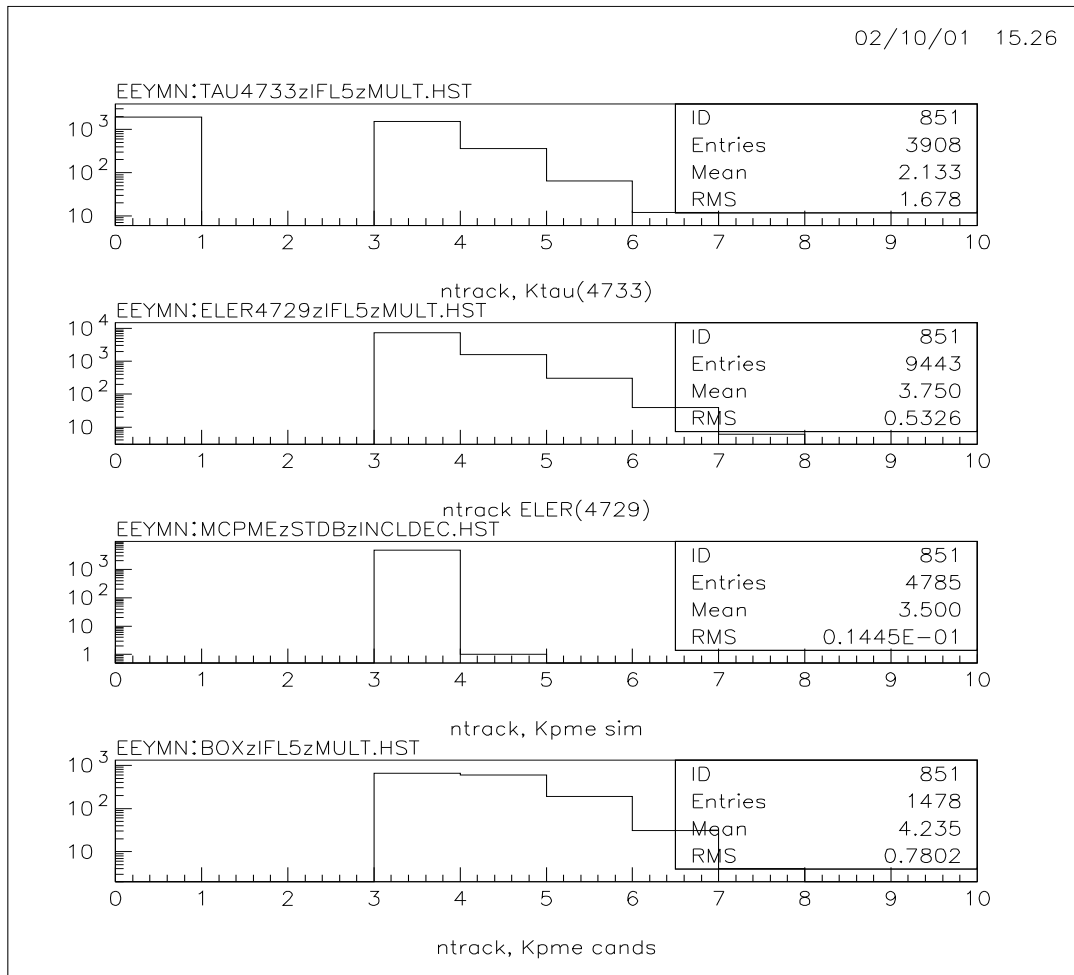 02/10/01 15.26
EEYMN:TAU4733zIFL5zMULT.HST
10 3
10 2
10
ID 851
Entries 3908
Mean 2.133
RMS 1.678
0 1 2 3 4 5 6 7 8 9 10
ntrack, Ktau(4733)
EEYMN:ELER4729zIFL5zMULT.HST
10 4
10 3
10 2
10
ID 851
Entries 9443
Mean 3.750
RMS 0.5326
0 1 2 3 4 5 6 7 8 9 10
ntrack ELER(4729)
EEYMN:MCPMEzSTDBzINCLDEC.HST
10 3
10 2
10
1
ID 851
Entries 4785
Mean 3.500
RMS 0.1445E-01
0 1 2 3 4 5 6 7 8 9 10
ntrack, Kpme sim
EEYMN:BOXzIFL5zMULT.HST
10 3
10 2
10
ID 851
Entries 1478
Mean 4.235
RMS 0.7802
0 1 2 3 4 5 6 7 8 9 10
ntrack, Kpme cands